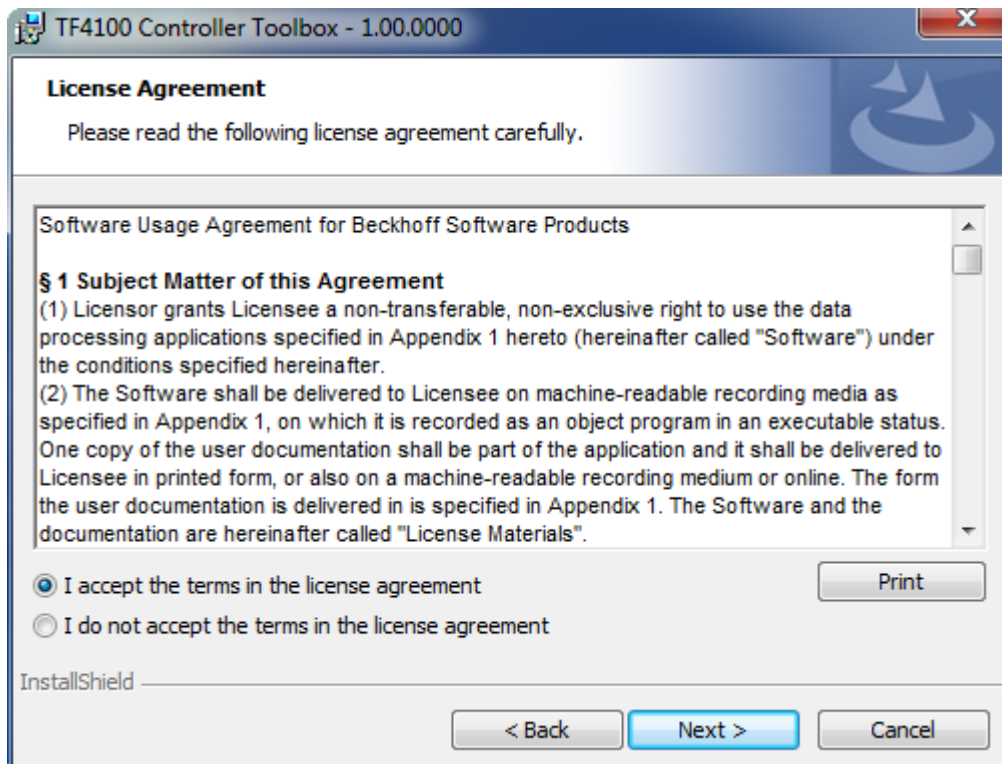 TF4100 Controller Toolbox - 1.00.0000
License Agreement
Please read the following license agreement carefully.
Software Usage Agreement for Beckhoff Software Products
§ 1 Subject Matter of this Agreement
(1) Licensor grants Licensee a non-transferable, non-exclusive right to use the data
processing applications specified in Appendix 1 hereto (hereinafter called "Software") under
the conditions specified hereinafter.
(2) The Software shall be delivered to Licensee on machine-readable recording media as
specified in Appendix 1, on which it is recorded as an object program in an executable status.
One copy of the user documentation shall be part of the application and it shall be delivered to
Licensee in printed form, or also on a machine-readable recording medium or online. The form
the user documentation is delivered in is specified in Appendix 1. The Software and the
documentation are hereinafter called "License Materials".
I accept the terms in the license agreement
Print
I do not accept the terms in the license agreement
InstallShield
< Back
Next >
Cancel